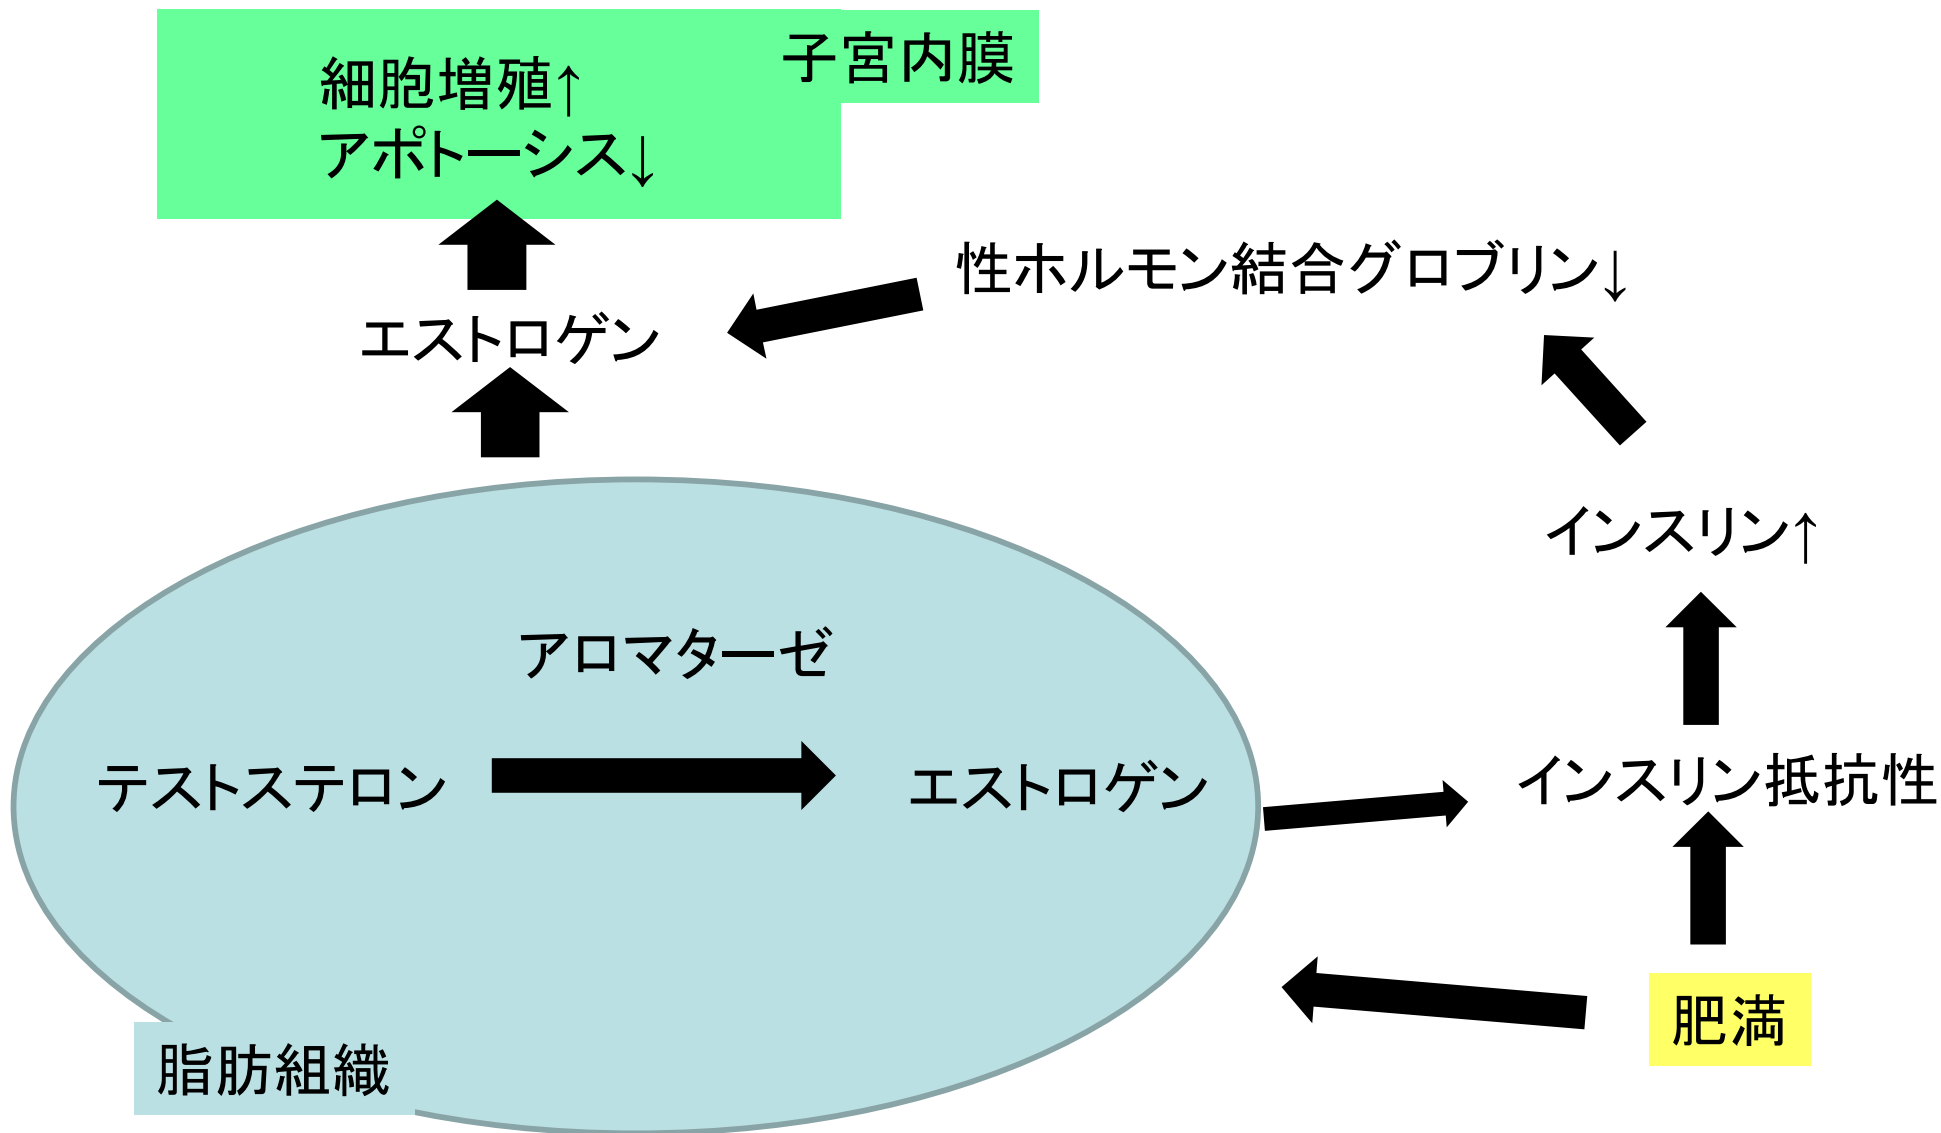 子宮内膜
細胞増殖↑
アポトーシス↓
性ホルモン結合グロブリン↓
エストロゲン
インスリン↑
アロマターゼ
テストステロン
エストロゲン
インスリン抵抗性
肥満
脂肪組織